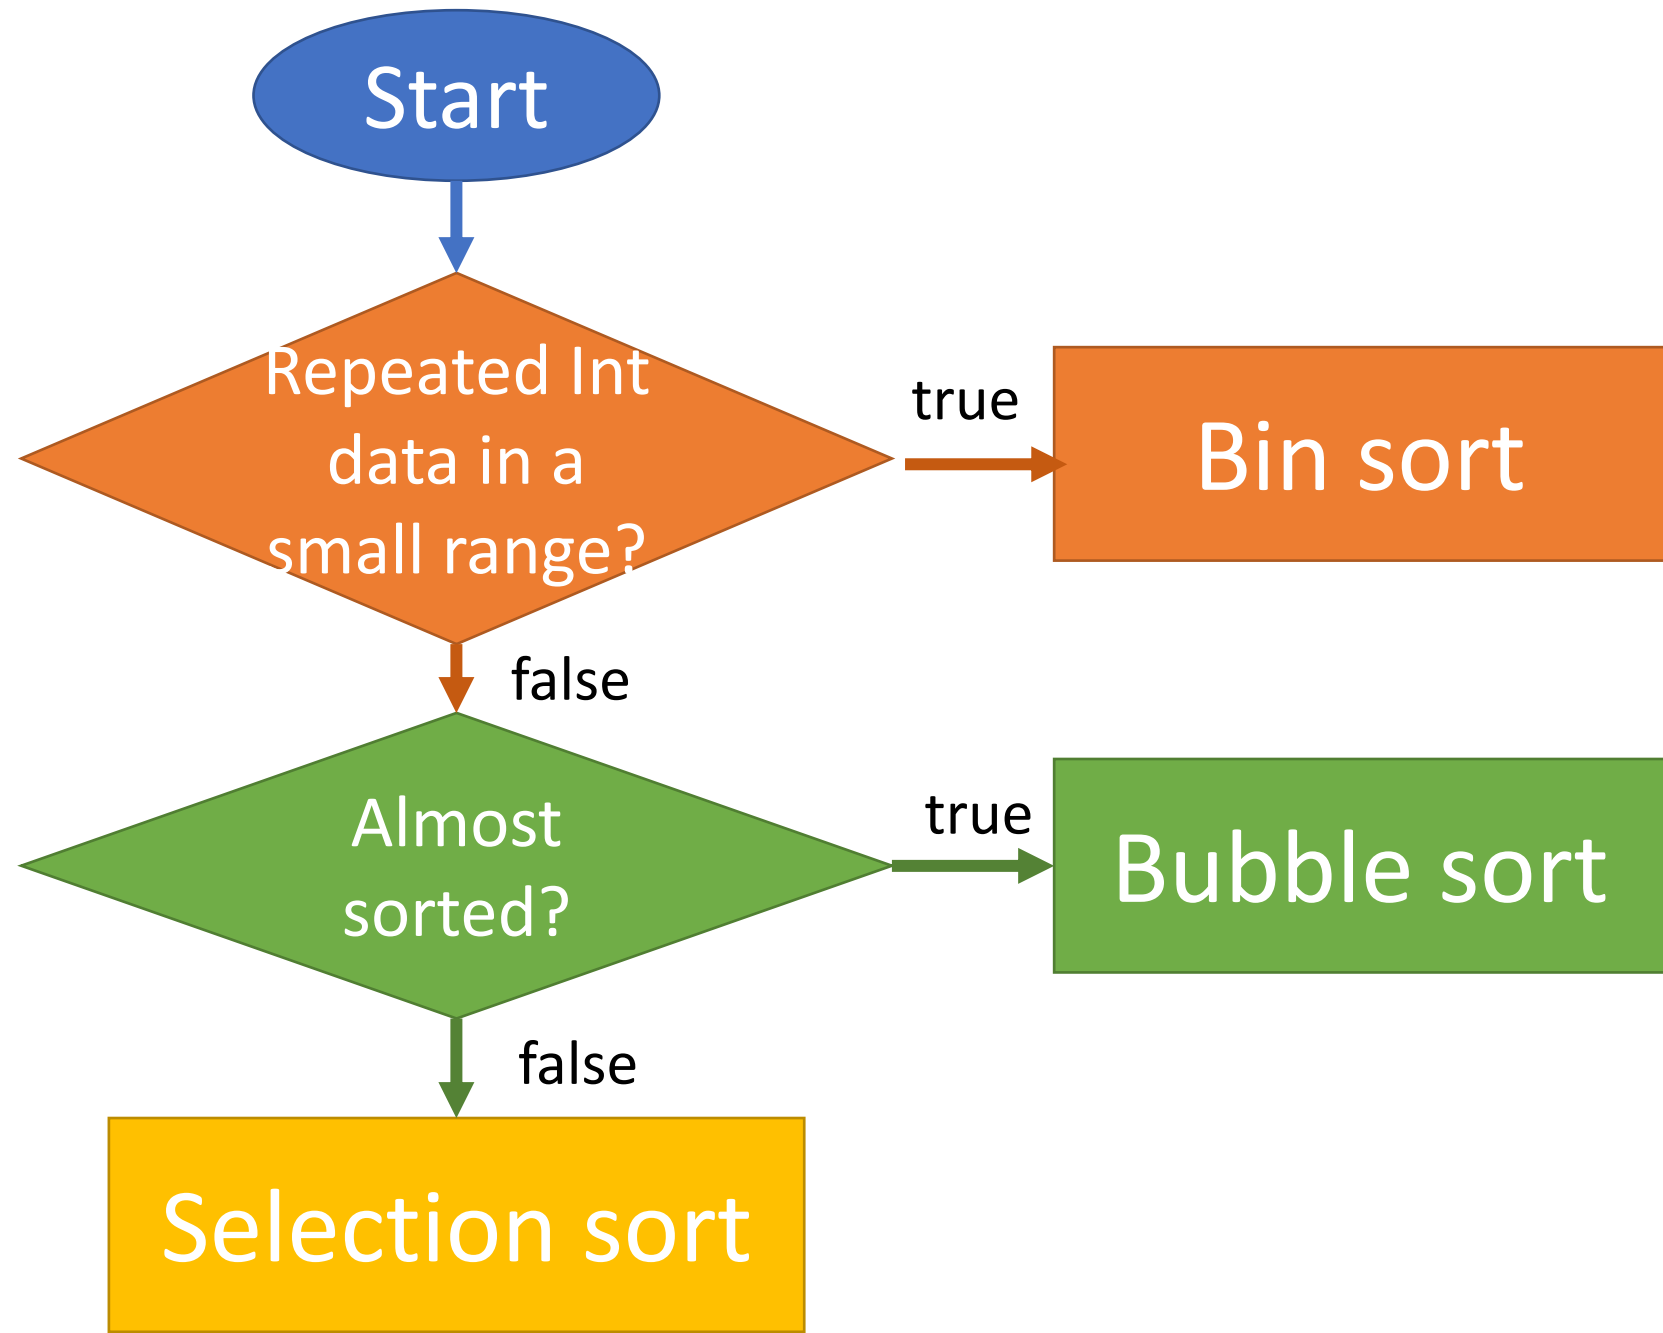 Start
Repeated Int
data in a
small range?
true
Bin sort
false
Almost
sorted?
true
Bubble sort
false
Selection sort